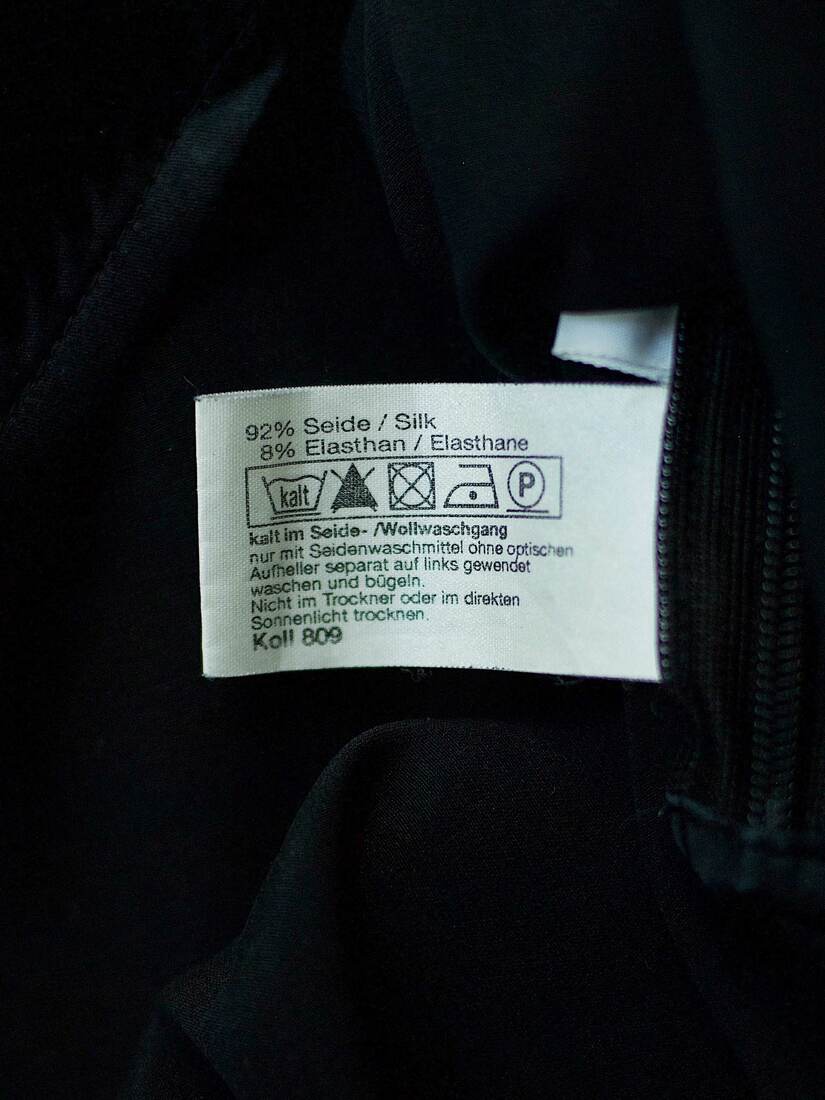 92% Seide / Silk
8% Elasthan / Elasthane
kalt P
kalt im Seide- /Wollwaschgang
nur mit Seidenwaschmittel ohne optischen
Aufheller separat auf links gewendet
waschen und bügeln.
Nicht im Trockner oder im direkten
Sonnenlicht trocknen.
Koll 809